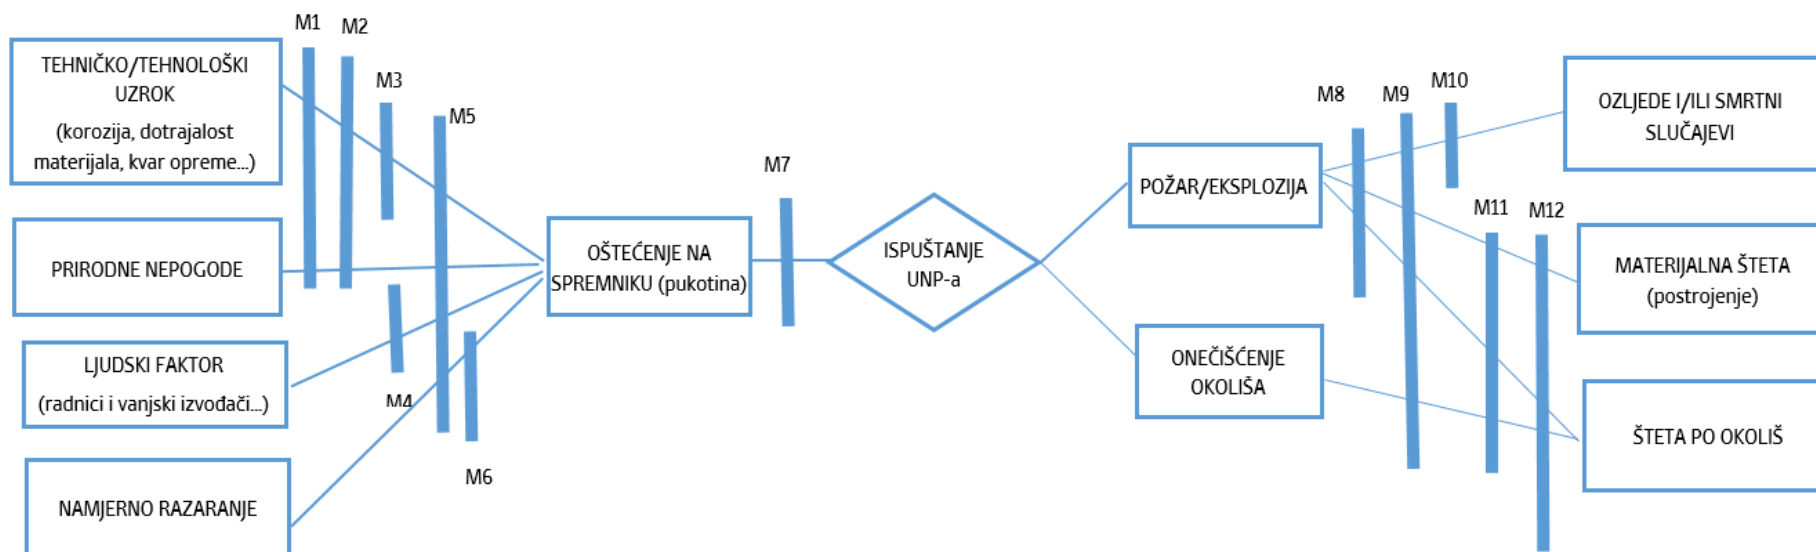 M1
M2
M3
M5
TEHNIČKO/TEHNOLOŠKI
UZROK
(korozija, dotrajalost
materijala, kvar opreme...)
PRIRODNE NEPOGODE
LJUDSKI FAKTOR
(radnici i vanjski izvođači...)
M4
M6
NAMJERNO RAZARANJE
OŠTEĆENJE NA
SPREMNIKU (pukotina)
M7
ISPUŠTANJE
UNP-a
POŽAR/EKSPLOZIJA
ONEČIŠĆENJE
OKOLIŠA
M8
M9
M10
M11
M12
OZLJEDE I/ILI SMRTNI
SLUČAJEVI
MATERIJALNA ŠTETA
(postrojenje)
ŠTETA PO OKOLIŠ